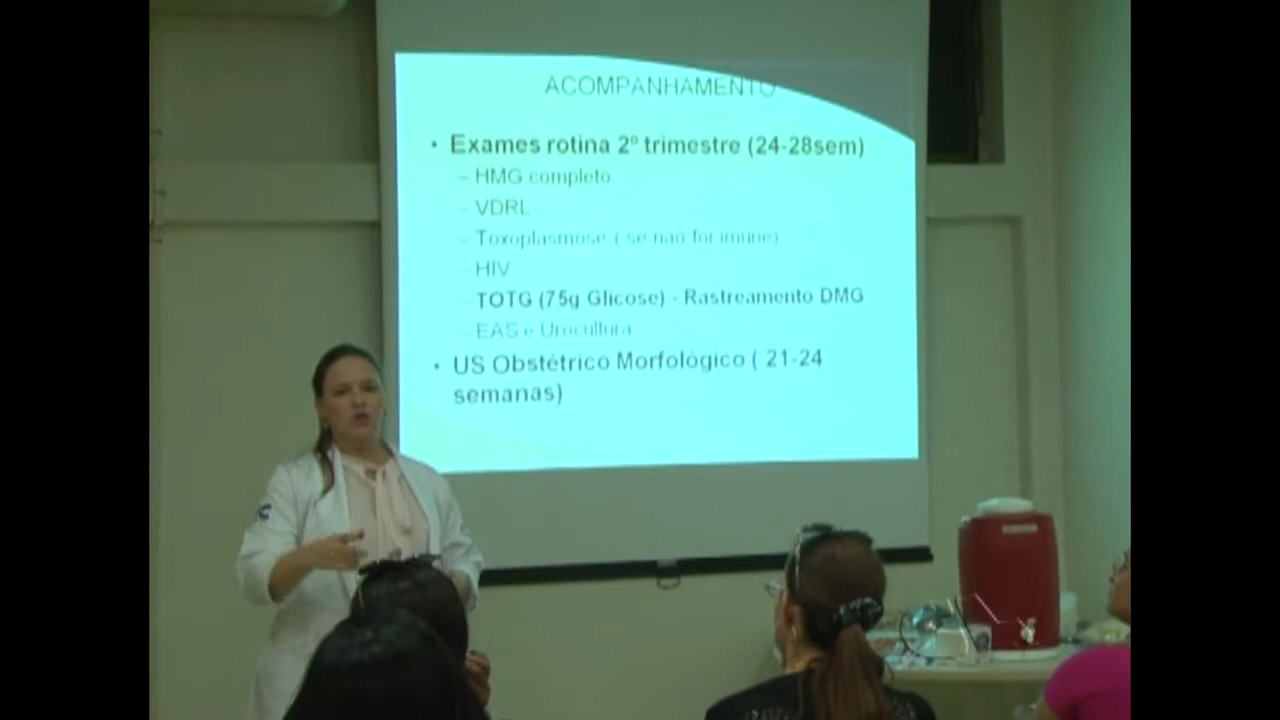 ACOMPANHAMENTO
• Exames rotina 2º trimestre (24-28sem)
– HMG completo
– VDRL
– Toxoplasmose ( se não for imune)
– HIV
– TOTG (75g Glicose) - Rastreamento DMG
– EAS e Urocultura
• US Obstétrico Morfológico ( 21-24
semanas)